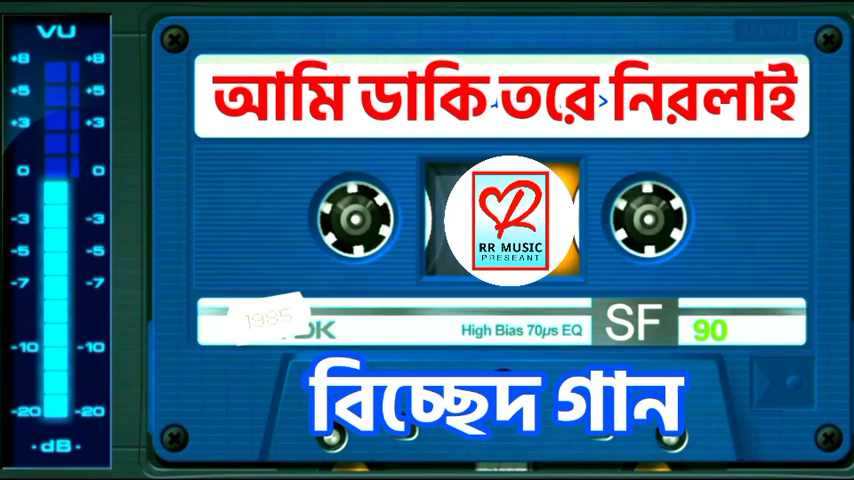 VU
+8 +8
+5 +5
+3 +3
0 0
-3 -3
-5 -5
-7 -7
-10 -10
-20 -20
-dB-
আমি ডাকি তরে নিরলাই
RR MUSIC
PRESEANT
1985
DK
High Bias 70µs EQ
SF
90
বিচ্ছেদ গান